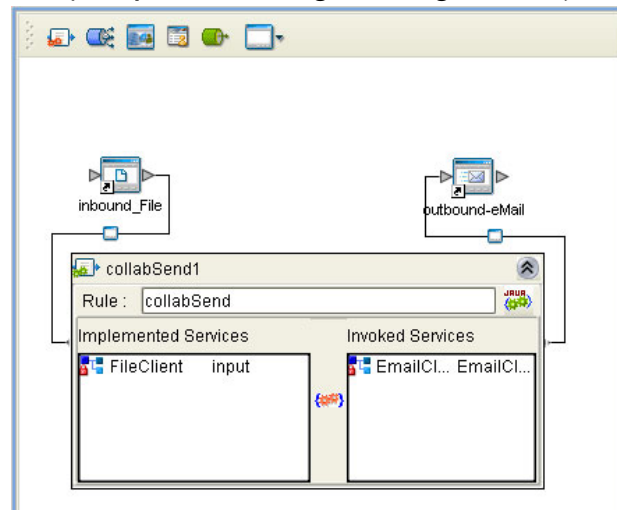 inbound_File
outbound-eMail
collabSend1
Rule : collabSend
JAVA
Implemented Services
Invoked Services
FileClient input
EmailCl... EmailCl...